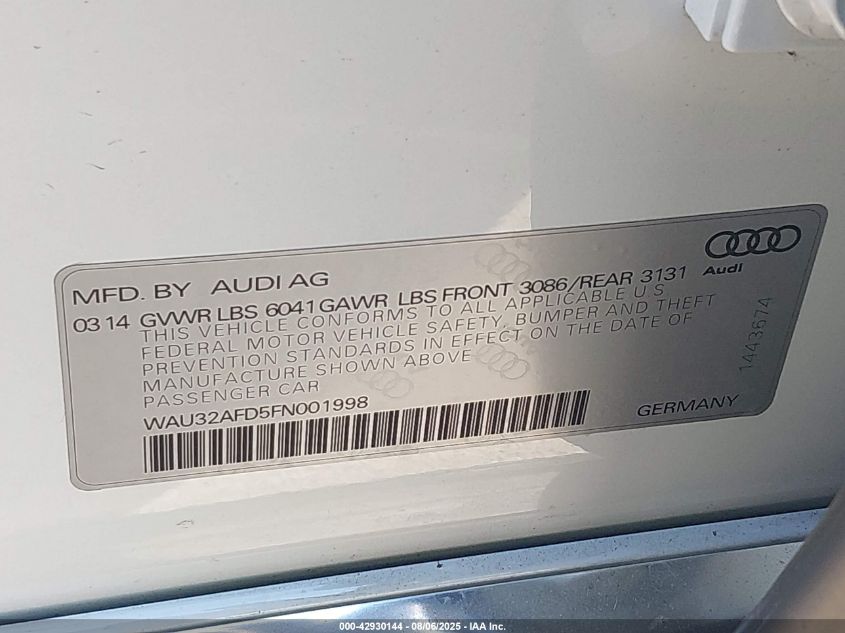 MFD. BY AUDI AG
Audi
03 14 GVWR LBS 6041 GAWR LBS FRONT 3086/REAR 3131
THIS VEHICLE CONFORMS TO ALL APPLICABLE U.S
FEDERAL MOTOR VEHICLE SAFETY, BUMPER AND THEFT
PREVENTION STANDARDS IN EFFECT ON THE DATE OF
MANUFACTURE SHOWN ABOVE
PASSENGER CAR
WAU32AFD5FN001998
GERMANY
1443674
000-42930144 - 08/06/2025 - IAA Inc.